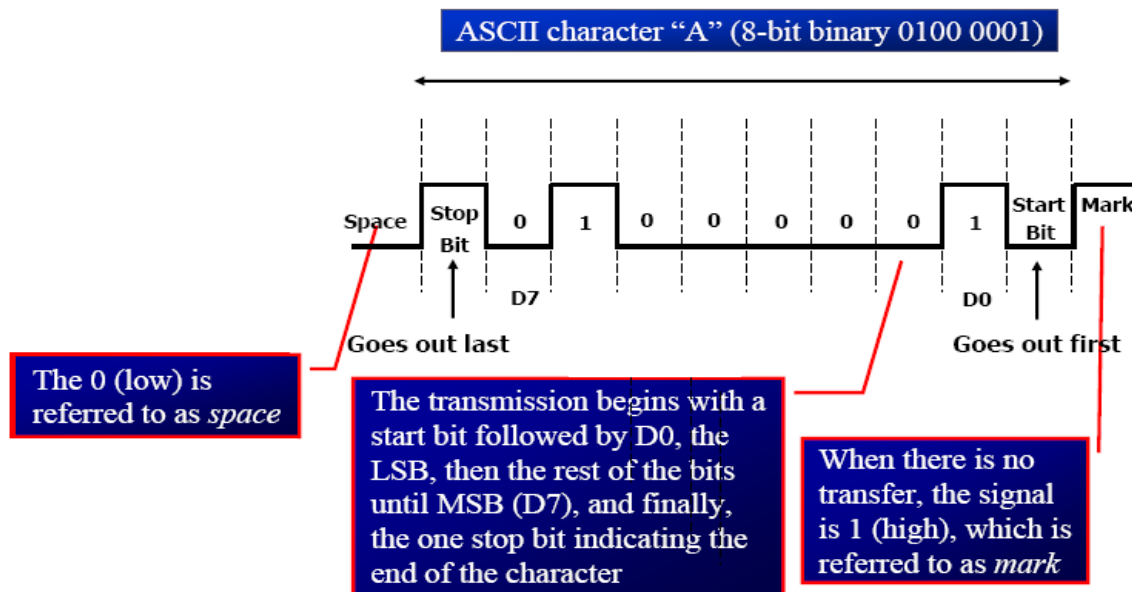 ASCII character “A” (8-bit binary 0100 0001)
Space
Stop
Bit
0
1
0
0
0
0
0
1
Start
Bit
Mark
D7
D0
Goes out last
Goes out first
The 0 (low) is
referred to as space
The transmission begins with a
start bit followed by D0, the
LSB, then the rest of the bits
until MSB (D7), and finally,
the one stop bit indicating the
end of the character
When there is no
transfer, the signal
is 1 (high), which is
referred to as mark